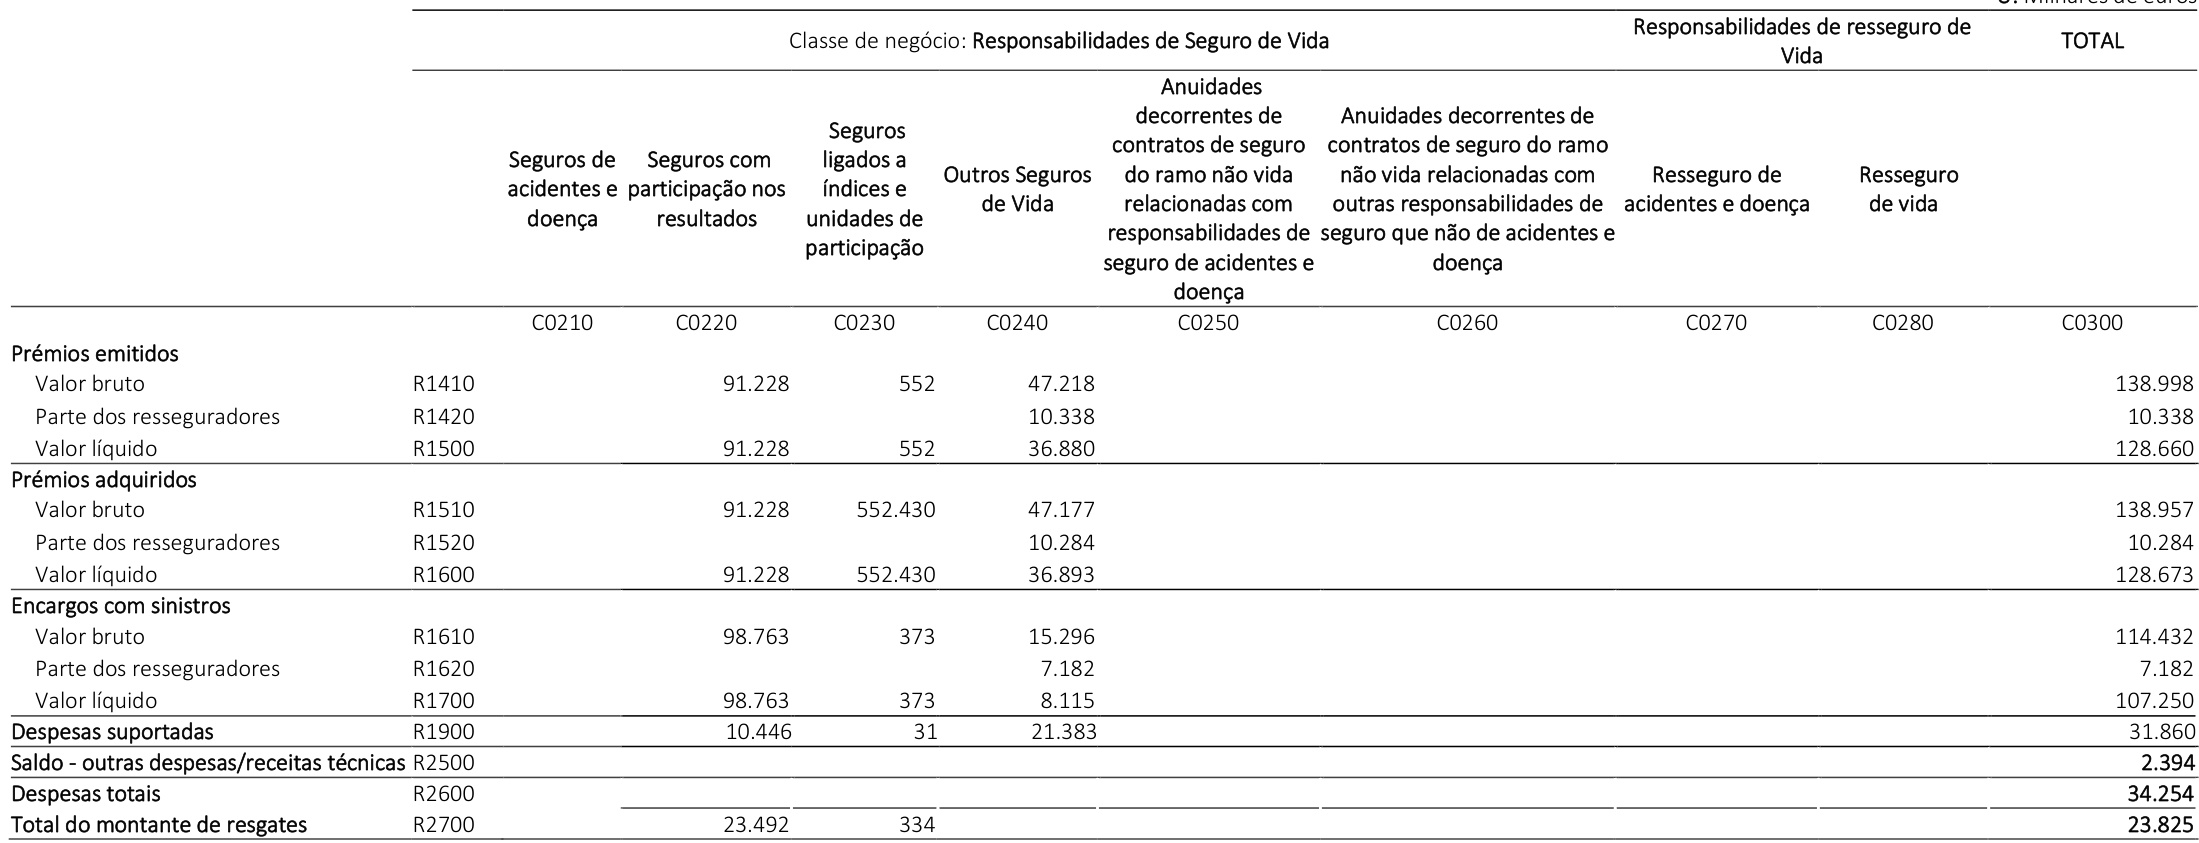 Classe de negócio: Responsabilidades de Seguro de Vida
Responsabilidades de resseguro de
Vida
TOTAL
Seguros de
acidentes e
doença
Seguros com
participação nos
resultados
Seguros
ligados a
índices e
unidades de
participação
Outros Seguros
de Vida
Anuidades
decorrentes de
contratos de seguro
do ramo não vida
relacionadas com
responsabilidades de
seguro de acidentes e
doença
Anuidades decorrentes de
contratos de seguro do ramo
não vida relacionadas com
outras responsabilidades de
seguro que não de acidentes e
doença
Resseguro de
acidentes e doença
Resseguro
de vida
C0210 C0220 C0230 C0240 C0250 C0260 C0270 C0280 C0300
Prémios emitidos
Valor bruto R1410 91.228 552 47.218 138.998
Parte dos resseguradores R1420 10.338 10.338
Valor líquido R1500 91.228 552 36.880 128.660
Prémios adquiridos
Valor bruto R1510 91.228 552.430 47.177 138.957
Parte dos resseguradores R1520 10.284 10.284
Valor líquido R1600 91.228 552.430 36.893 128.673
Encargos com sinistros
Valor bruto R1610 98.763 373 15.296 114.432
Parte dos resseguradores R1620 7.182 7.182
Valor líquido R1700 98.763 373 8.115 107.250
Despesas suportadas R1900 10.446 31 21.383 31.860
Saldo - outras despesas/receitas técnicas R2500 2.394
Despesas totais R2600 34.254
Total do montante de resgates R2700 23.492 334 23.825